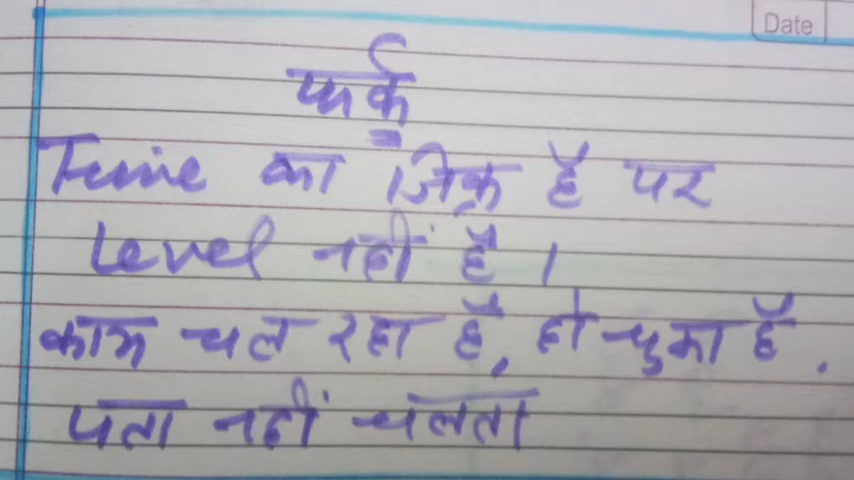 Date
फर्क
Time का ज़िक्र है पर
Level नहीं है ।
काम चल रहा है, हो चुका है .
पता नहीं चलता